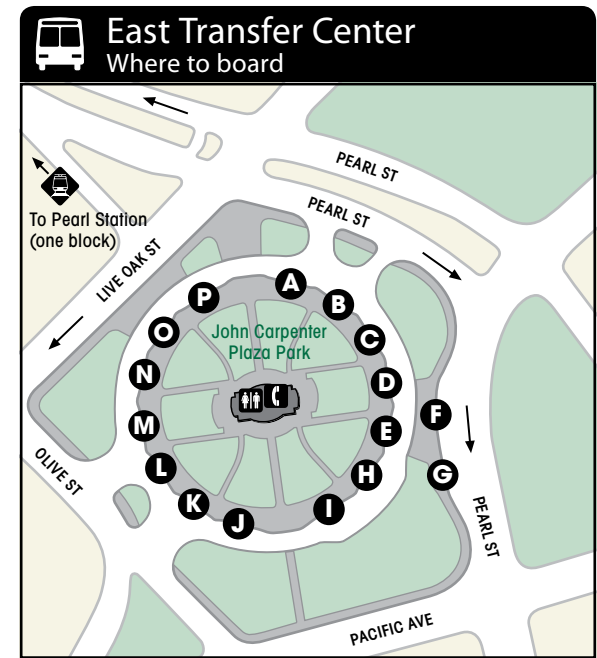 East Transfer Center
Where to board
PEARL ST
PEARL ST
To Pearl Station
(one block)
LIVE OAK ST
A
B
P
C
O
John Carpenter
Plaza Park
N
D
M
E
F
L
H
G
OLIVE ST
K
I
J
PEARL ST
PACIFIC AVE